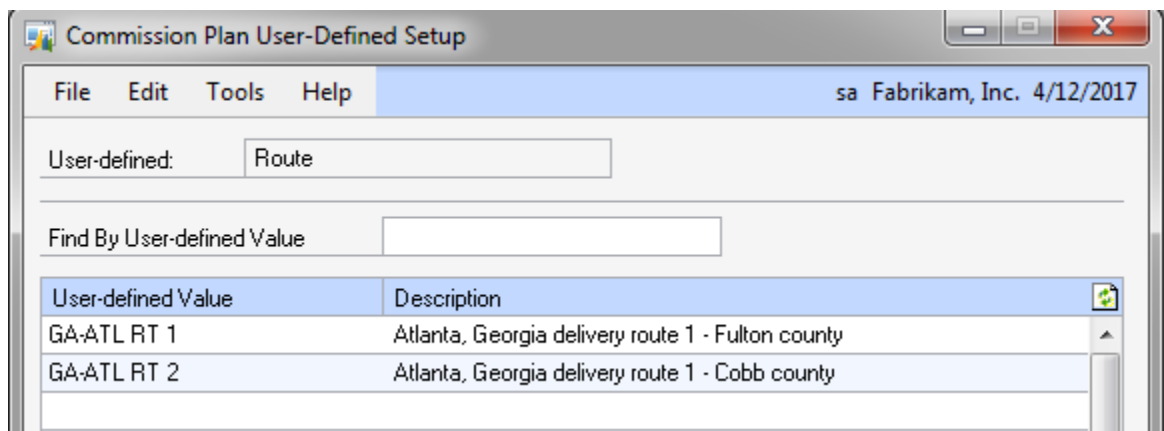 Commission Plan User-Defined Setup
File Edit Tools Help sa Fabrikam, Inc. 4/12/2017
User-defined: Route
Find By User-defined Value
User-defined Value Description
GA-ATL RT 1 Atlanta, Georgia delivery route 1 - Fulton county
GA-ATL RT 2 Atlanta, Georgia delivery route 1 - Cobb county